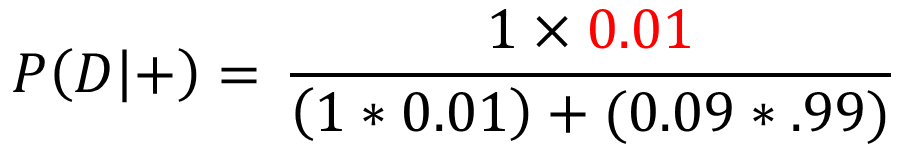 P(D|+) = 1 × 0.01
(1 * 0.01) + (0.09 * .99)